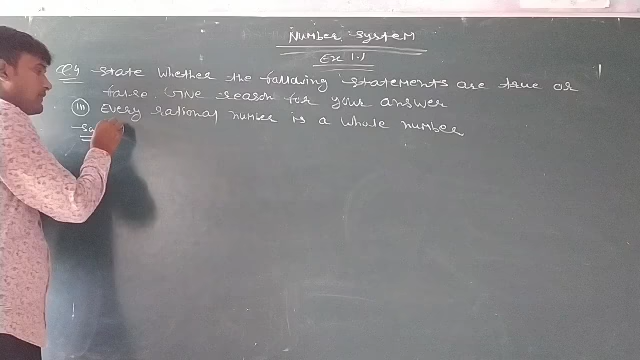 Number System
Ex 1.1
Q4 State whether the following statements are true or
false. Give reason for your answer
(iii) Every rational number is a whole number